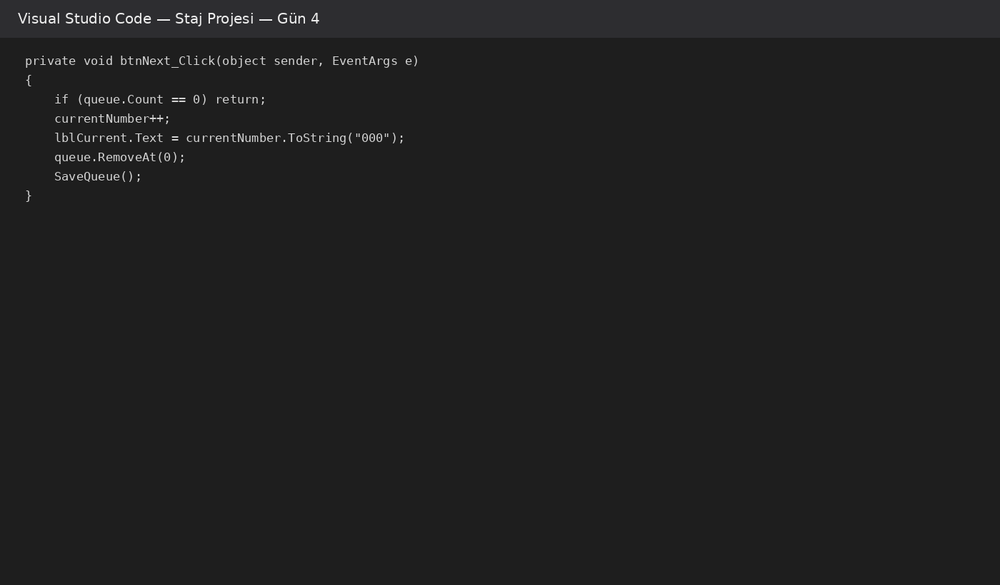 Visual Studio Code — Staj Projesi — Gün 4
private void btnNext_Click(object sender, EventArgs e)
{
    if (queue.Count == 0) return;
    currentNumber++;
    lblCurrent.Text = currentNumber.ToString("000");
    queue.RemoveAt(0);
    SaveQueue();
}